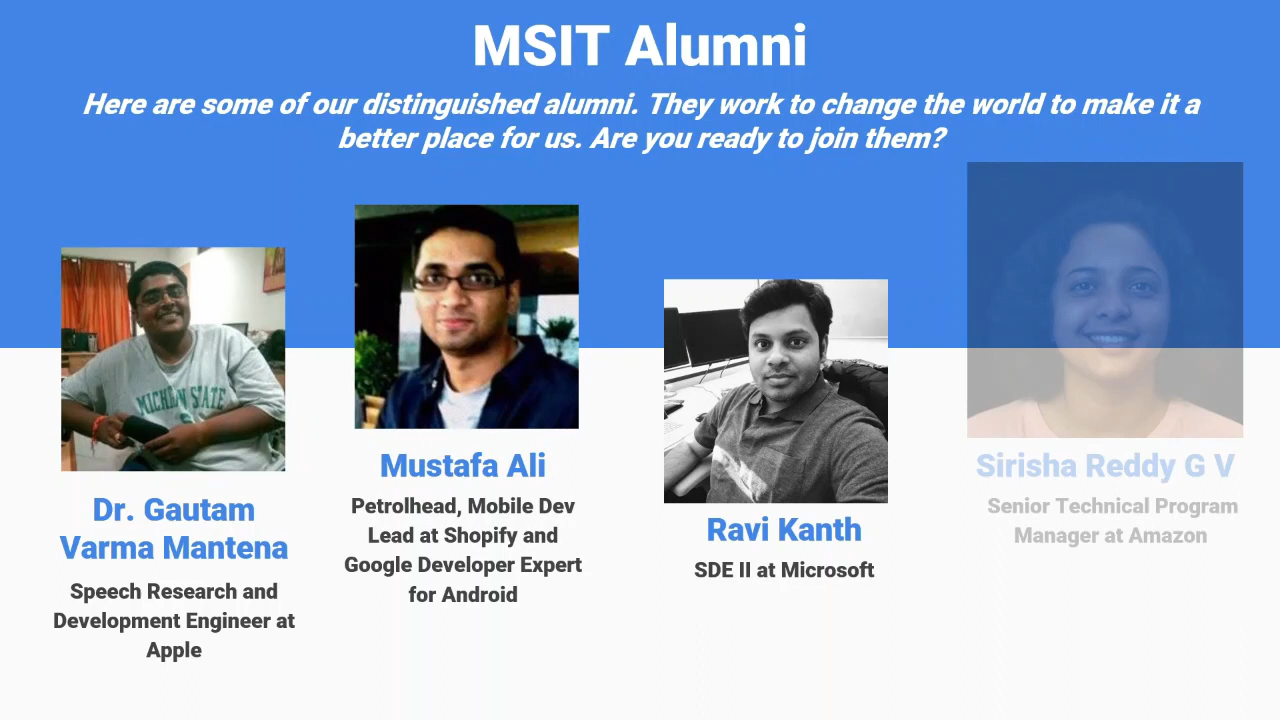 MSIT Alumni
Here are some of our distinguished alumni. They work to change the world to make it a
better place for us. Are you ready to join them?
MICHIGAN STATE
Dr. Gautam
Varma Mantena
Speech Research and
Development Engineer at
Apple
Mustafa Ali
Petrolhead, Mobile Dev
Lead at Shopify and
Google Developer Expert
for Android
Ravi Kanth
SDE II at Microsoft
Sirisha Reddy G V
Senior Technical Program
Manager at Amazon